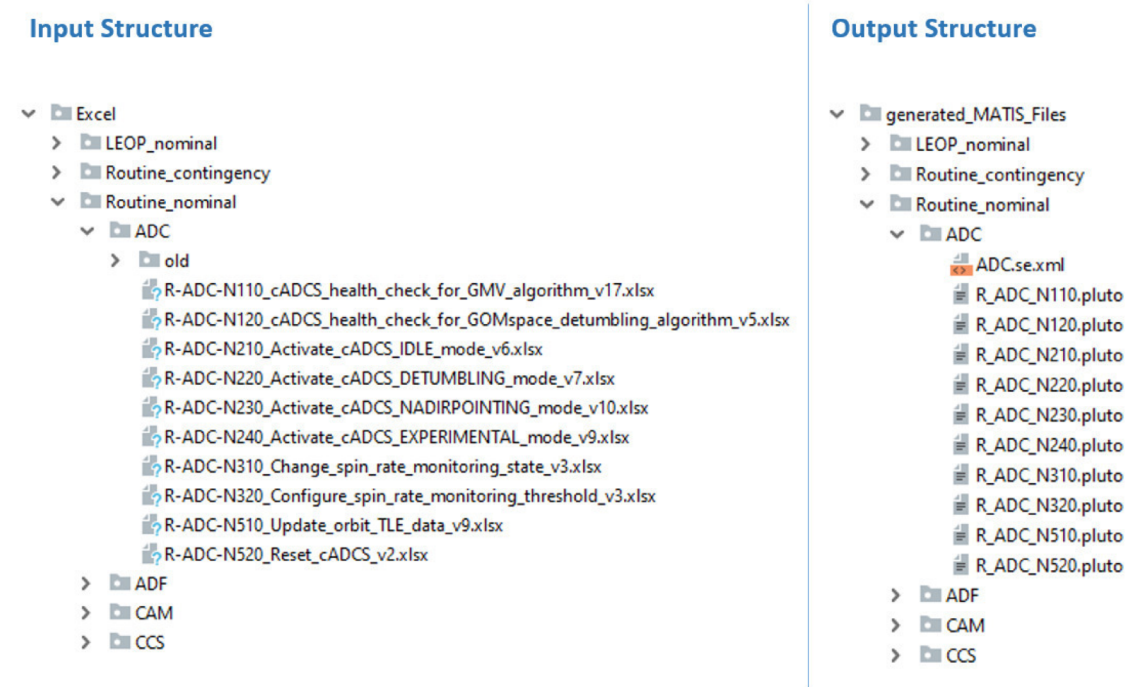 Input Structure
Excel
LEOP_nominal
Routine_contingency
Routine_nominal
ADC
old
R-ADC-N110_cADCS_health_check_for_GMV_algorithm_v17.xlsx
R-ADC-N120_cADCS_health_check_for_GOMspace_detumbling_algorithm_v5.xlsx
R-ADC-N210_Activate_cADCS_IDLE_mode_v6.xlsx
R-ADC-N220_Activate_cADCS_DETUMBLING_mode_v7.xlsx
R-ADC-N230_Activate_cADCS_NADIRPOINTING_mode_v10.xlsx
R-ADC-N240_Activate_cADCS_EXPERIMENTAL_mode_v9.xlsx
R-ADC-N310_Change_spin_rate_monitoring_state_v3.xlsx
R-ADC-N320_Configure_spin_rate_monitoring_threshold_v3.xlsx
R-ADC-N510_Update_orbit_TLE_data_v9.xlsx
R-ADC-N520_Reset_cADCS_v2.xlsx
ADF
CAM
CCS
Output Structure
generated_MATIS_Files
LEOP_nominal
Routine_contingency
Routine_nominal
ADC
ADC.se.xml
R_ADC_N110.pluto
R_ADC_N120.pluto
R_ADC_N210.pluto
R_ADC_N220.pluto
R_ADC_N230.pluto
R_ADC_N240.pluto
R_ADC_N310.pluto
R_ADC_N320.pluto
R_ADC_N510.pluto
R_ADC_N520.pluto
ADF
CAM
CCS